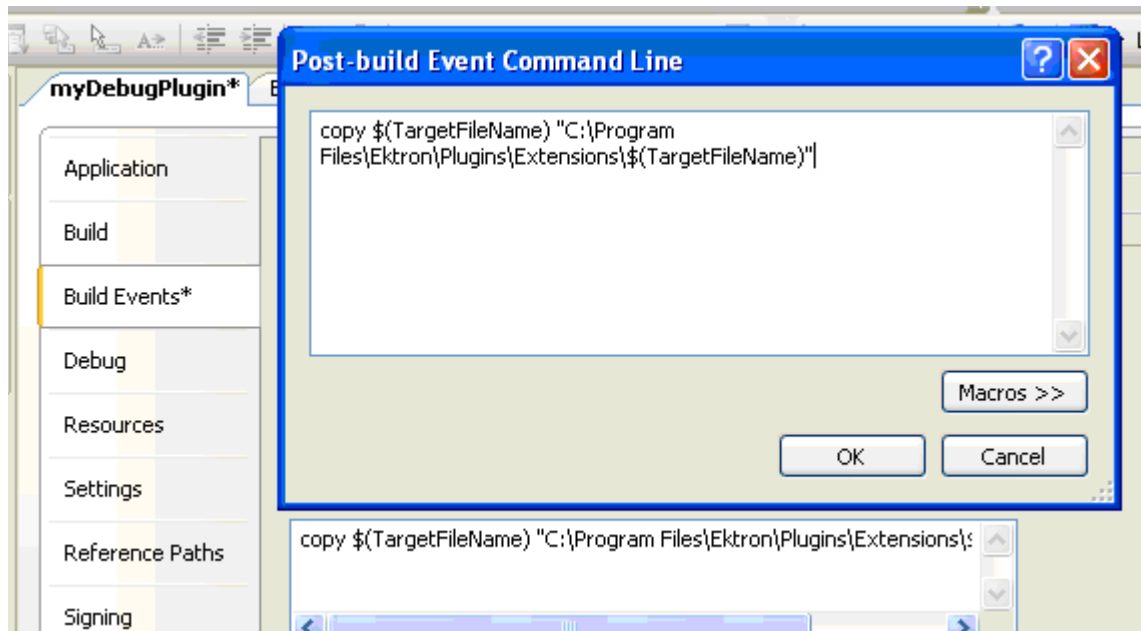 A
L
myDebugPlugin*
Post-build Event Command Line
copy $(TargetFileName) "C:\Program
Files\Ektron\Plugins\Extensions\$(TargetFileName)"
Application
Build
Build Events*
Debug
Resources
Settings
Reference Paths
Signing
Macros >>
OK
Cancel
copy $(TargetFileName) "C:\Program Files\Ektron\Plugins\Extensions\